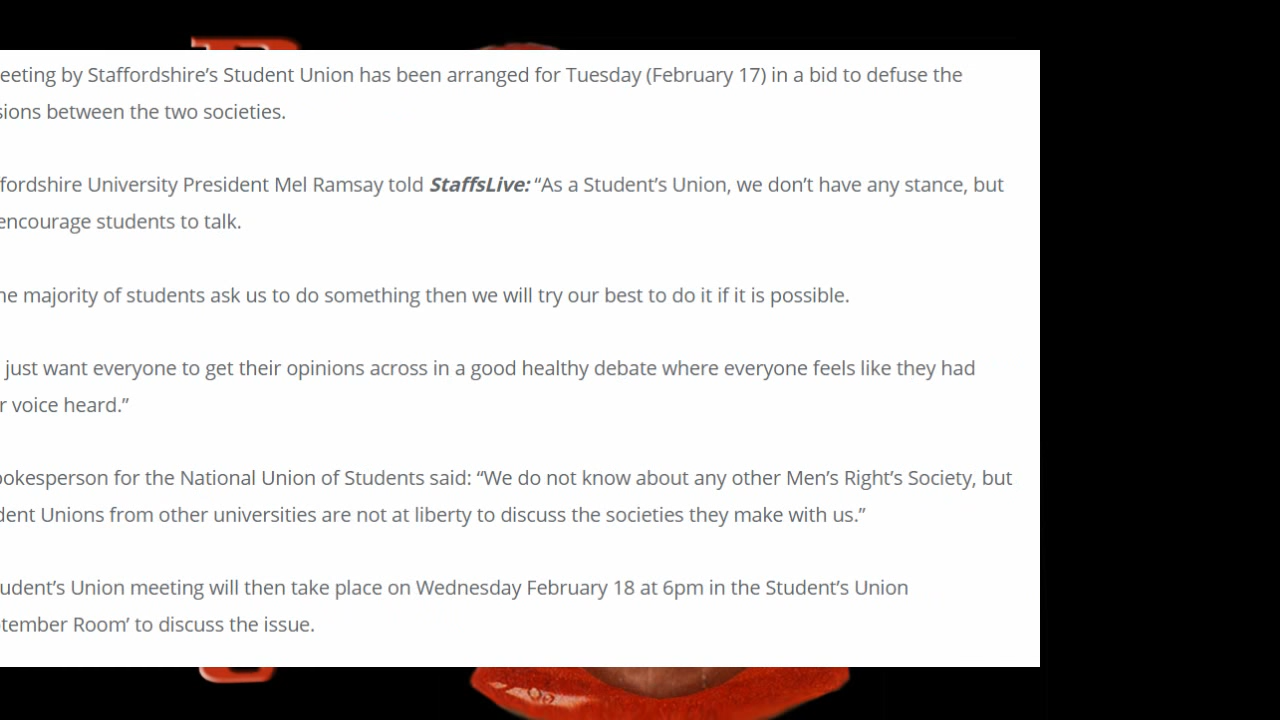 eeting by Staffordshire’s Student Union has been arranged for Tuesday (February 17) in a bid to defuse the
sions between the two societies.
fordshire University President Mel Ramsay told StaffsLive: “As a Student’s Union, we don’t have any stance, but
encourage students to talk.
ne majority of students ask us to do something then we will try our best to do it if it is possible.
just want everyone to get their opinions across in a good healthy debate where everyone feels like they had
r voice heard.”
pokesperson for the National Union of Students said: “We do not know about any other Men’s Right’s Society, but
dent Unions from other universities are not at liberty to discuss the societies they make with us.”
udent’s Union meeting will then take place on Wednesday February 18 at 6pm in the Student’s Union
tember Room’ to discuss the issue.